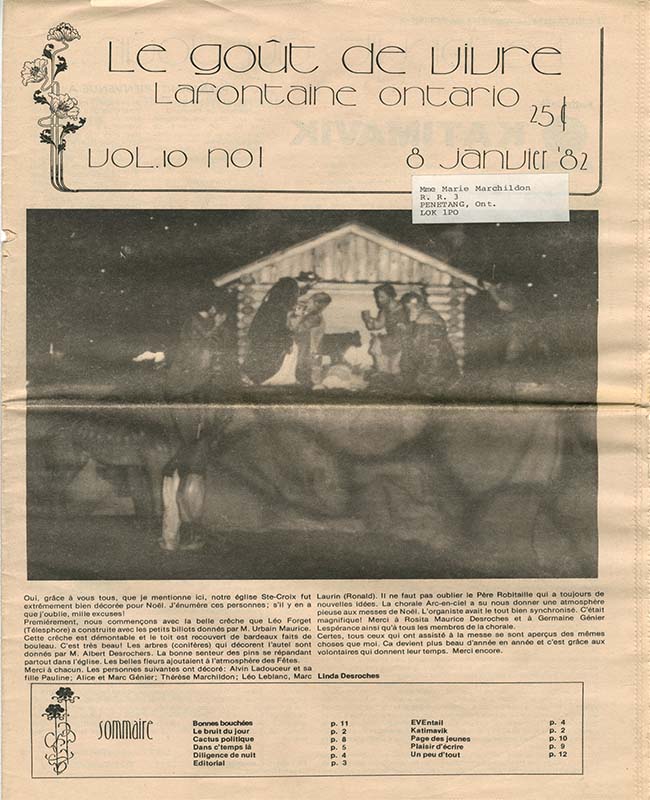 Le goût de vivre
Lafontaine ontario
25¢
VOL.10 no1
8 janvier '82
Mme Marie Marchildon
R. R. 3
PENETANG, Ont.
LOK 1PO
Oui, grâce à vous tous, que je mentionne ici, notre église Ste-Croix fut
extrêmement bien décorée pour Noël. J'énumère ces personnes; s'il y en a
que j'oublie, mille excuses!
Premièrement, nous commençons avec la belle crêche que Léo Forget
(Télesphore) a construite avec les petits billots donnés par M. Urbain Maurice.
Cette crêche est démontable et le toit est recouvert de bardeaux faits de
bouleau. C'est très beau! Les arbres (conifères) qui décorent l'autel sont
donnés par M. Albert Desrochers. La bonne senteur des pins se répandant
partout dans l'église. Les belles fleurs ajoutaient à l'atmosphère des Fêtes.
Merci à chacun. Les personnes suivantes ont décoré: Alvin Ladouceur et sa
fille Pauline; Alice et Marc Génier; Thérèse Marchildon; Léo Leblanc, Marc
Laurin (Ronald). Il ne faut pas oublier le Père Robitaille qui a toujours de
nouvelles idées. La chorale Arc-en-ciel a su nous donner une atmosphère
pieuse aux messes de Noël. L'organiste avait le tout bien synchronisé. C'était
magnifique! Merci à Rosita Maurice Desroches et à Germaine Génier
Lespérance ainsi qu'à tous les membres de la chorale.
Certes, tous ceux qui ont assisté à la messe se sont aperçus des mêmes
choses que moi. Ca devient plus beau d'année en année et c'est grâce aux
volontaires qui donnent leur temps. Merci encore.
Linda Desroches
sommaire
Bonnes bouchées p. 11
Le bruit du jour p. 2
Cactus politique p. 8
Dans c'temps là p. 5
Diligence de nuit p. 4
Editorial p. 3
EVEntail p. 4
Katimavik p. 2
Page des jeunes p. 10
Plaisir d'écrire p. 9
Un peu d'tout p. 12